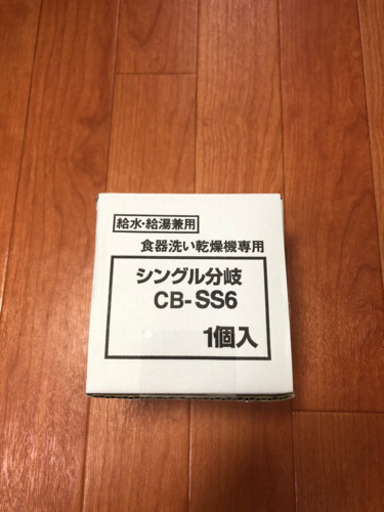 給水・給湯兼用
食器洗い乾燥機専用
シングル分岐
CB-SS6
1個入